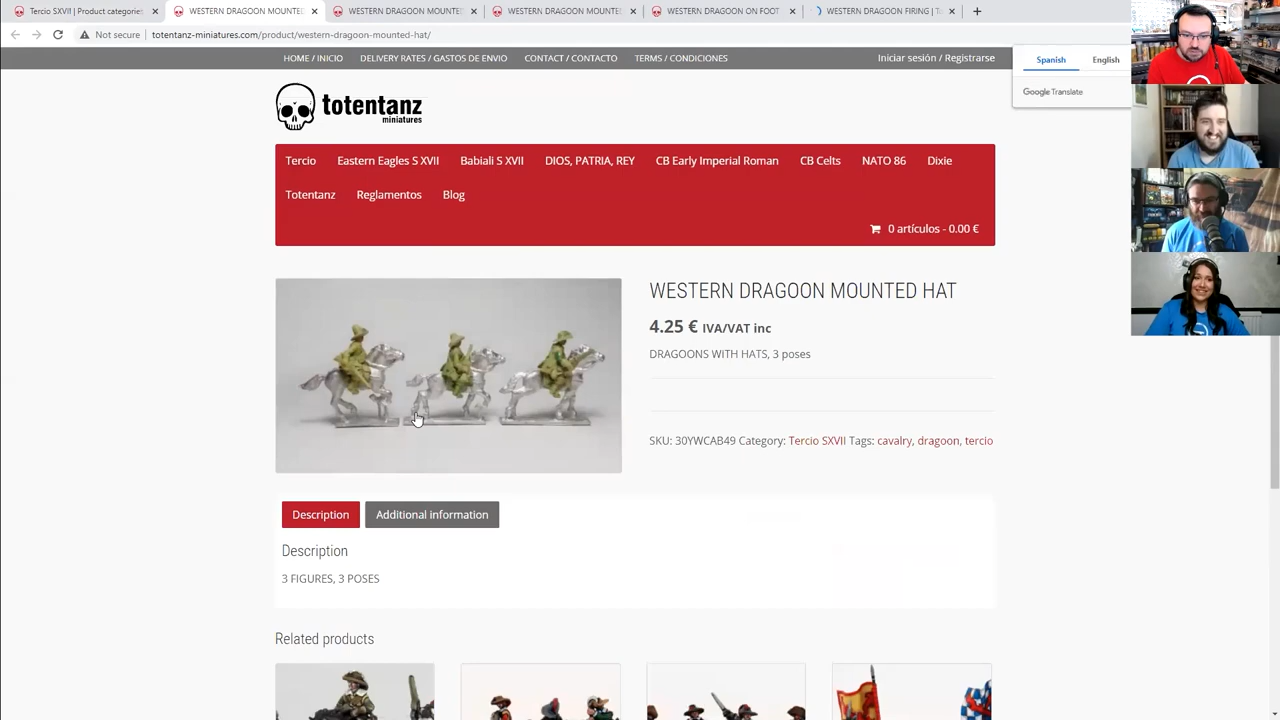 Tercio SXVII | Product categories
WESTERN DRAGOON MOUNTED
WESTERN DRAGOON MOUNTED
WESTERN DRAGOON MOUNTED
WESTERN DRAGOON ON FOOT
WESTERN DRAGOON FIRING | T
Not secure
totentanz-miniatures.com/product/western-dragoon-mounted-hat/
HOME / INICIO
DELIVERY RATES / GASTOS DE ENVIO
CONTACT / CONTACTO
TERMS / CONDICIONES
Iniciar sesión / Registrarse
Spanish
English
Google Translate
totentanz
miniatures
Tercio
Eastern Eagles S XVII
Babiali S XVII
DIOS, PATRIA, REY
CB Early Imperial Roman
CB Celts
NATO 86
Dixie
Totentanz
Reglamentos
Blog
0 artículos - 0.00 €
WESTERN DRAGOON MOUNTED HAT
4.25 € IVA/VAT inc
DRAGOONS WITH HATS, 3 poses
SKU: 30YWCAB49 Category: Tercio SXVII Tags: cavalry, dragoon, tercio
Description
Additional information
Description
3 FIGURES, 3 POSES
Related products